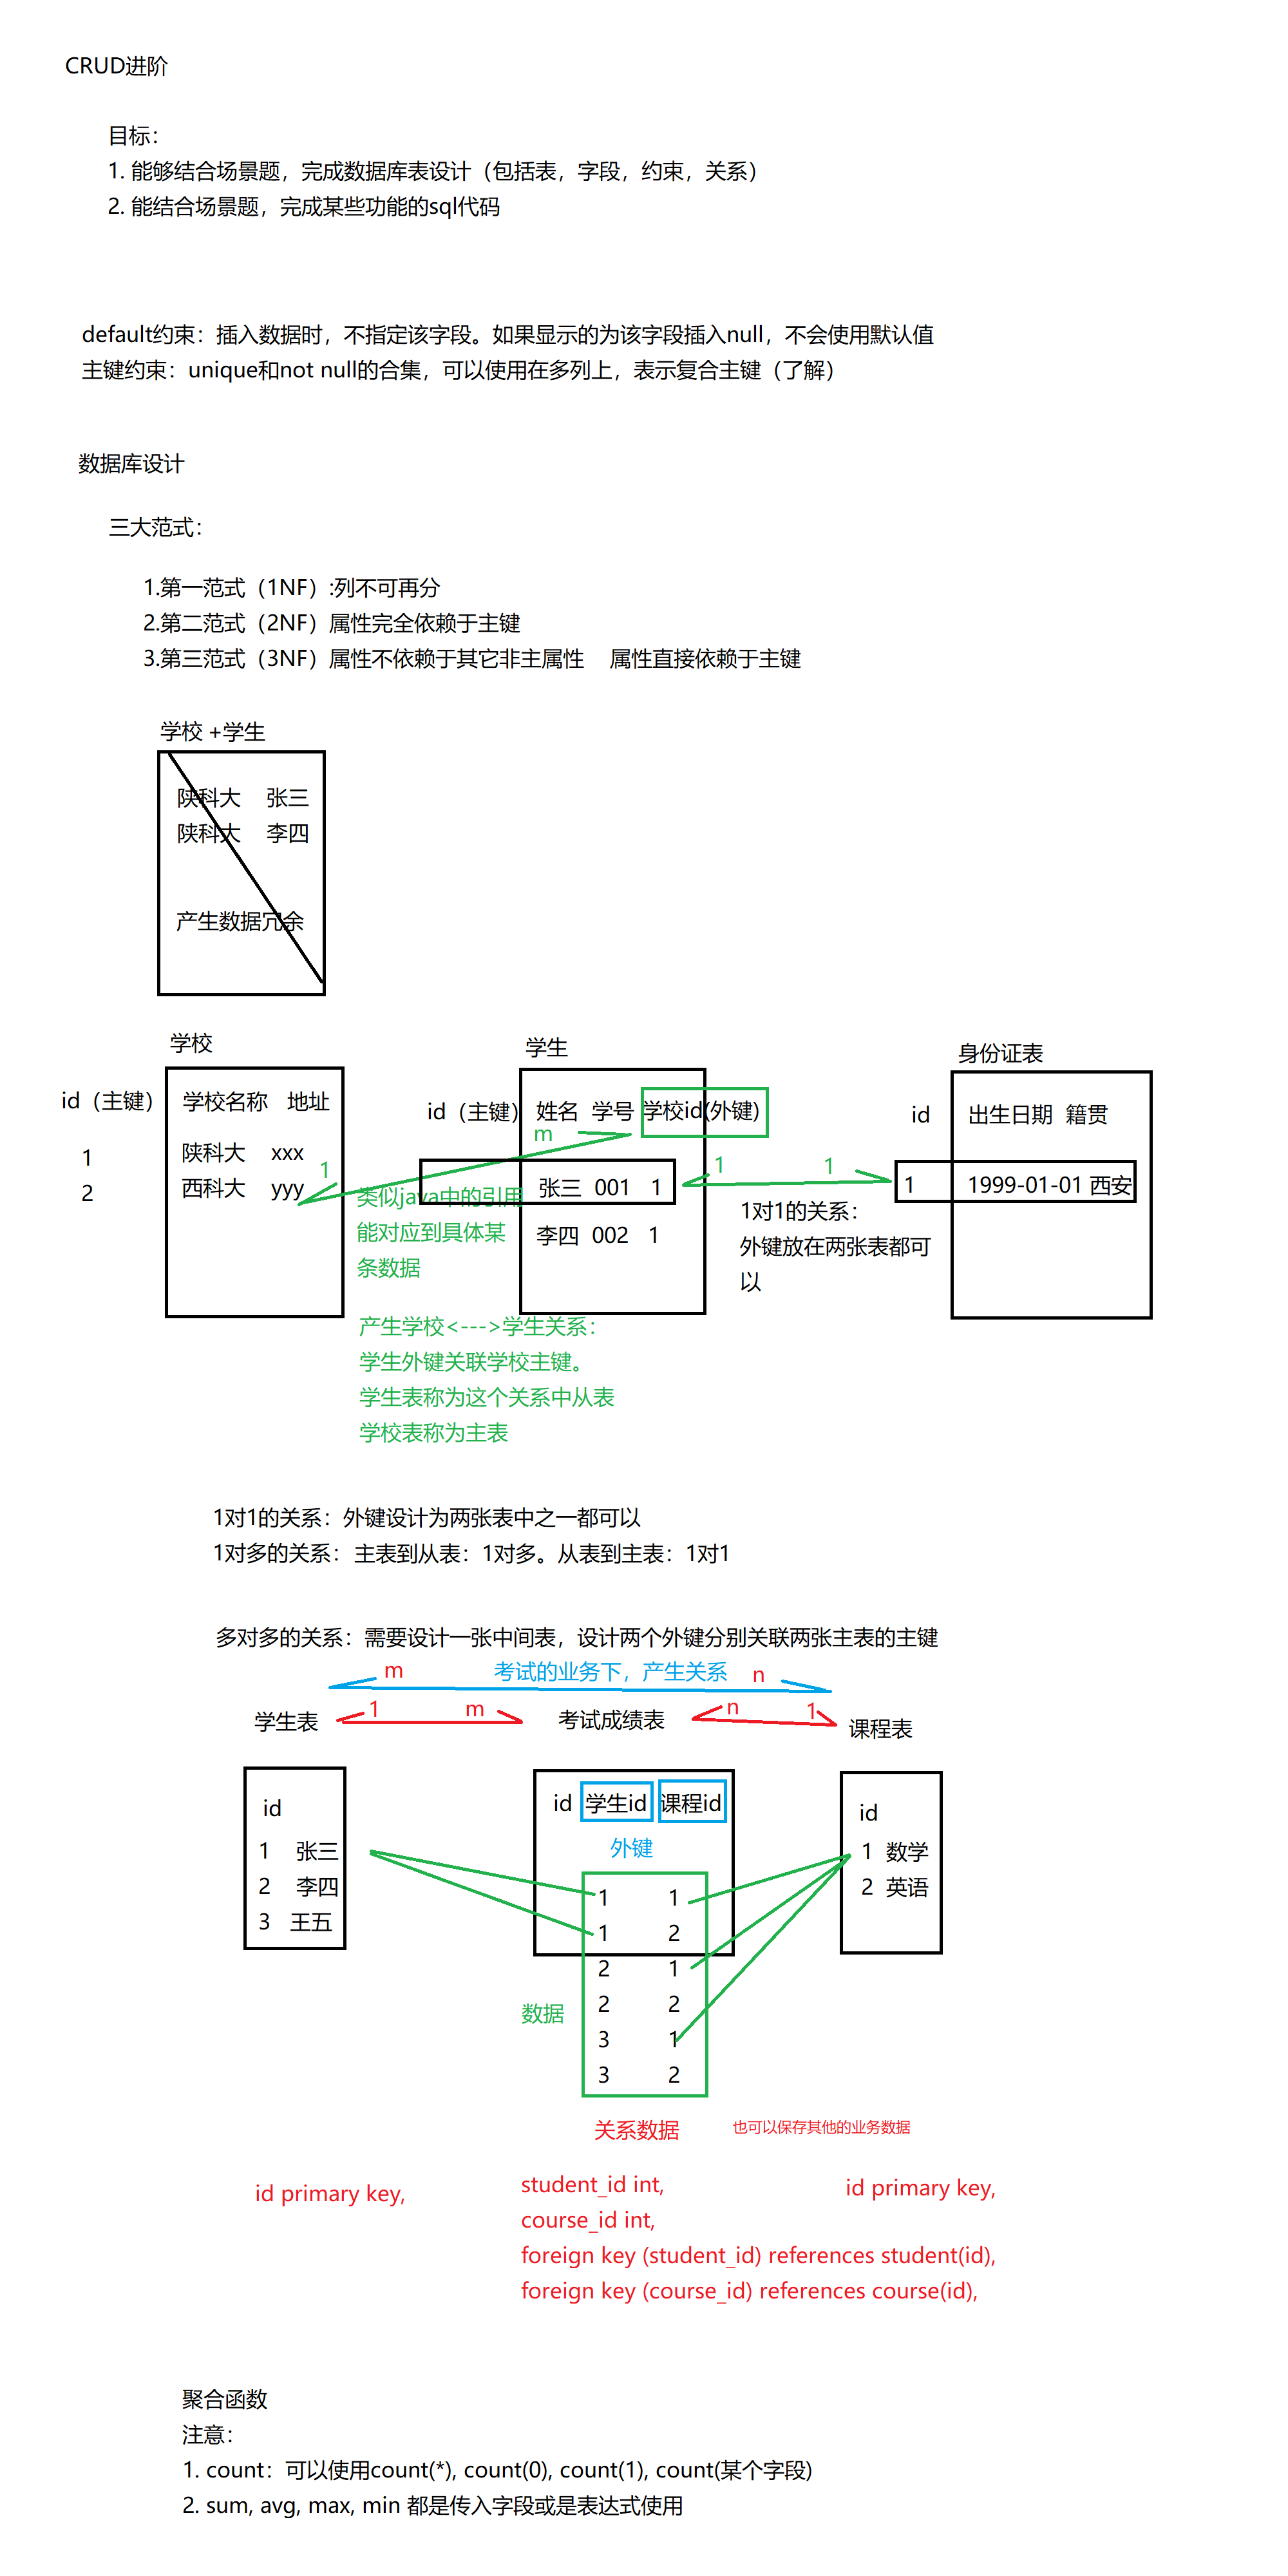 CRUD进阶
目标：
1. 能够结合场景题，完成数据库表设计（包括表，字段，约束，关系）
2. 能结合场景题，完成某些功能的sql代码
default约束：插入数据时，不指定该字段。如果显示的为该字段插入null，不会使用默认值
主键约束：unique和not null的合集，可以使用在多列上，表示复合主键（了解）
数据库设计
三大范式：
1.第一范式（1NF）:列不可再分
2.第二范式（2NF）属性完全依赖于主键
3.第三范式（3NF）属性不依赖于其它非主属性 属性直接依赖于主键
学校 +学生
陕科大 张三
陕科大 李四
产生数据冗余
学校
id（主键） 学校名称 地址
1 陕科大 xxx
2 西科大 yyy
1
m
类似java中的引用
能对应到具体某
条数据
产生学校<--->学生关系：
学生外键关联学校主键。
学生表称为这个关系中从表
学校表称为主表
学生
id（主键） 姓名 学号 学校id(外键)
张三 001 1
李四 002 1
1 1
1对1的关系：
外键放在两张表都可
以
身份证表
id 出生日期 籍贯
1 1999-01-01 西安
1对1的关系：外键设计为两张表中之一都可以
1对多的关系：主表到从表：1对多。从表到主表：1对1
多对多的关系：需要设计一张中间表，设计两个外键分别关联两张主表的主键
m 考试的业务下，产生关系 n
1 m n 1
学生表 考试成绩表 课程表
id
1 张三
2 李四
3 王五
id 学生id 课程id
外键
1 1
1 2
2 1
2 2
3 1
3 2
数据
id
1 数学
2 英语
关系数据 也可以保存其他的业务数据
id primary key,
student_id int,
course_id int,
foreign key (student_id) references student(id),
foreign key (course_id) references course(id),
id primary key,
聚合函数
注意：
1. count：可以使用count(*), count(0), count(1), count(某个字段)
2. sum, avg, max, min 都是传入字段或是表达式使用